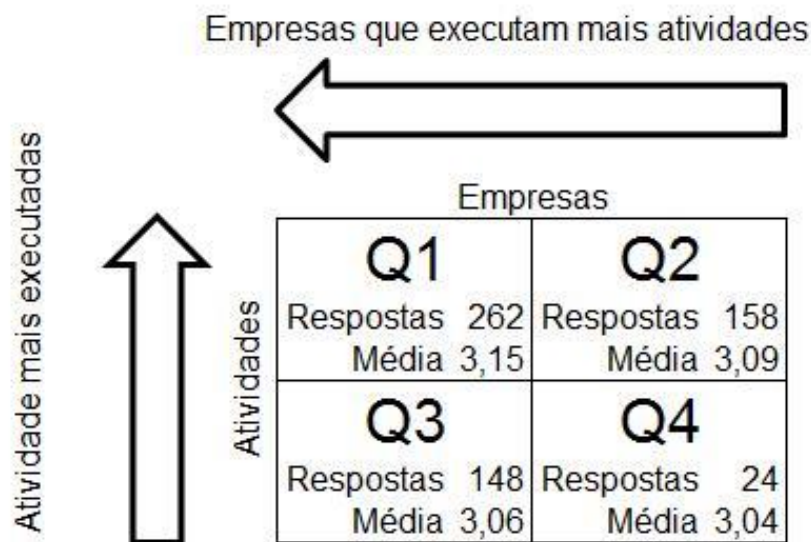 Empresas que executam mais atividades
Atividade mais executadas
Empresas
Atividades
Q1
Respostas 262
Média 3,15
Q2
Respostas 158
Média 3,09
Q3
Respostas 148
Média 3,06
Q4
Respostas 24
Média 3,04